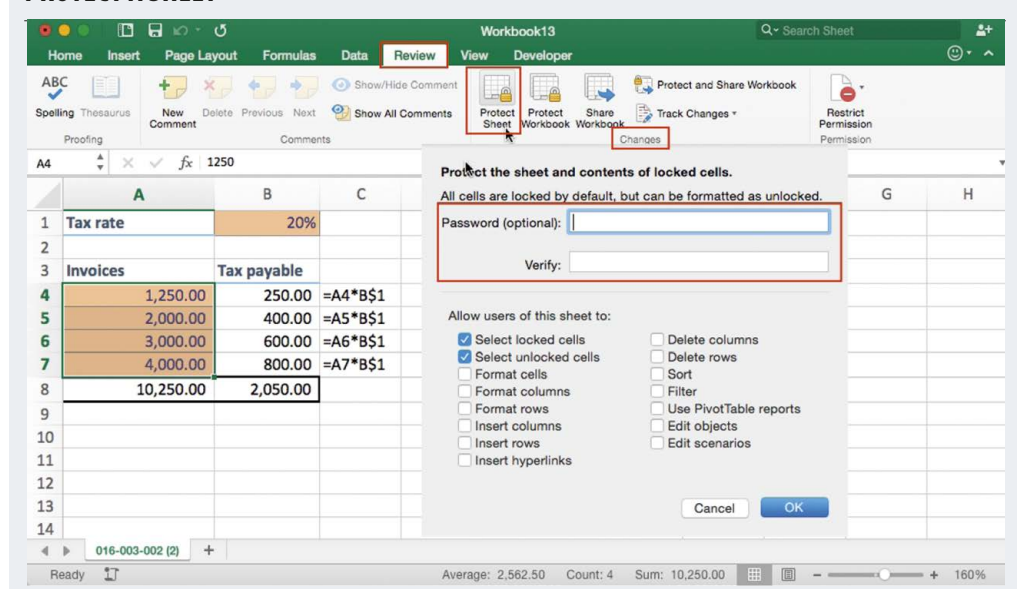 Workbook13
Search Sheet
Home Insert Page Layout Formulas Data Review View Developer
ABC
Show/Hide Comment
Protect and Share Workbook
Spelling Thesaurus New Comment Delete Previous Next Show All Comments Protect Sheet Protect Workbook Share Workbook Track Changes Restrict Permission
Proofing Comments Changes Permission
A4 fx 1250
Protect the sheet and contents of locked cells.
All cells are locked by default, but can be formatted as unlocked.
Password (optional):
Verify:
Allow users of this sheet to:
Select locked cells Delete columns
Select unlocked cells Delete rows
Format cells Sort
Format columns Filter
Format rows Use PivotTable reports
Insert columns Edit objects
Insert rows Edit scenarios
Insert hyperlinks
Cancel OK
A B C G H
1 Tax rate 20%
2
3 Invoices Tax payable
4 1,250.00 250.00 =A4*B$1
5 2,000.00 400.00 =A5*B$1
6 3,000.00 600.00 =A6*B$1
7 4,000.00 800.00 =A7*B$1
8 10,250.00 2,050.00
9
10
11
12
13
14
016-003-002 (2) +
Ready Average: 2,562.50 Count: 4 Sum: 10,250.00 - + 160%